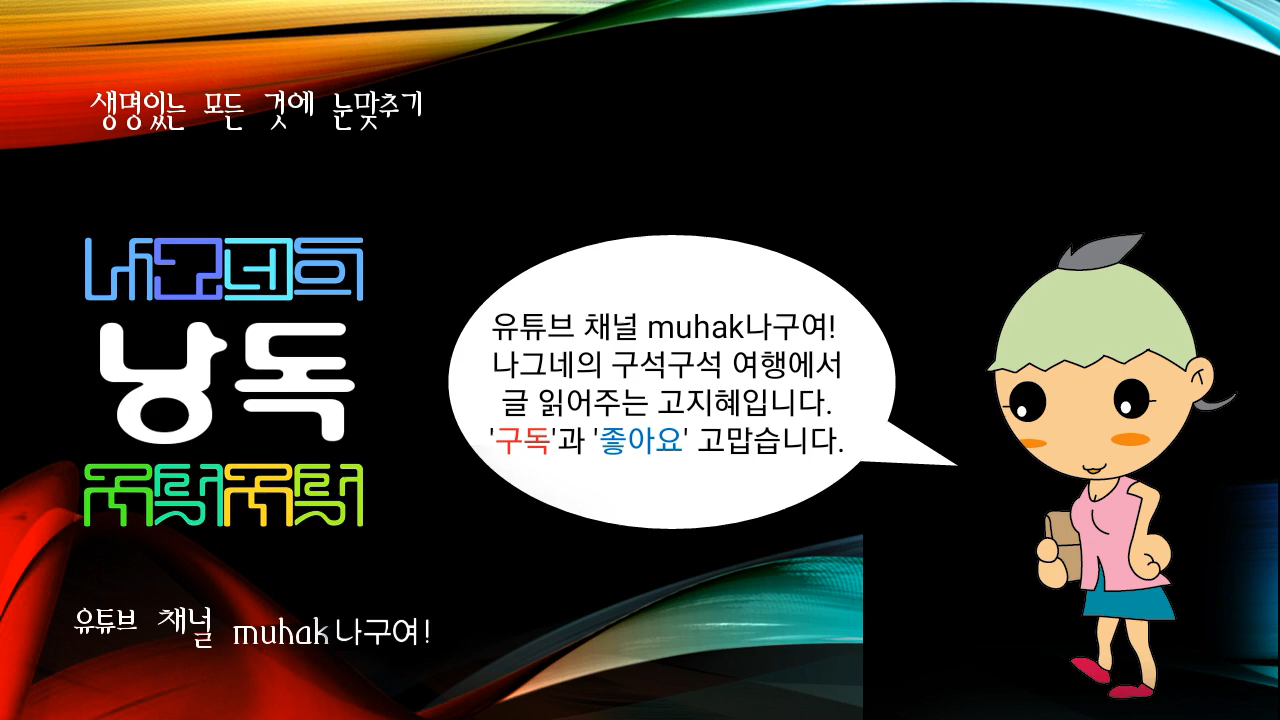 생명있는 모든 것에 눈맞추기
나그네의
낭독
구석구석
유튜브 채널 muhak나구여!
나그네의 구석구석 여행에서
글 읽어주는 고지혜입니다.
'구독'과 '좋아요' 고맙습니다.
유튜브 채널 muhak나구여!